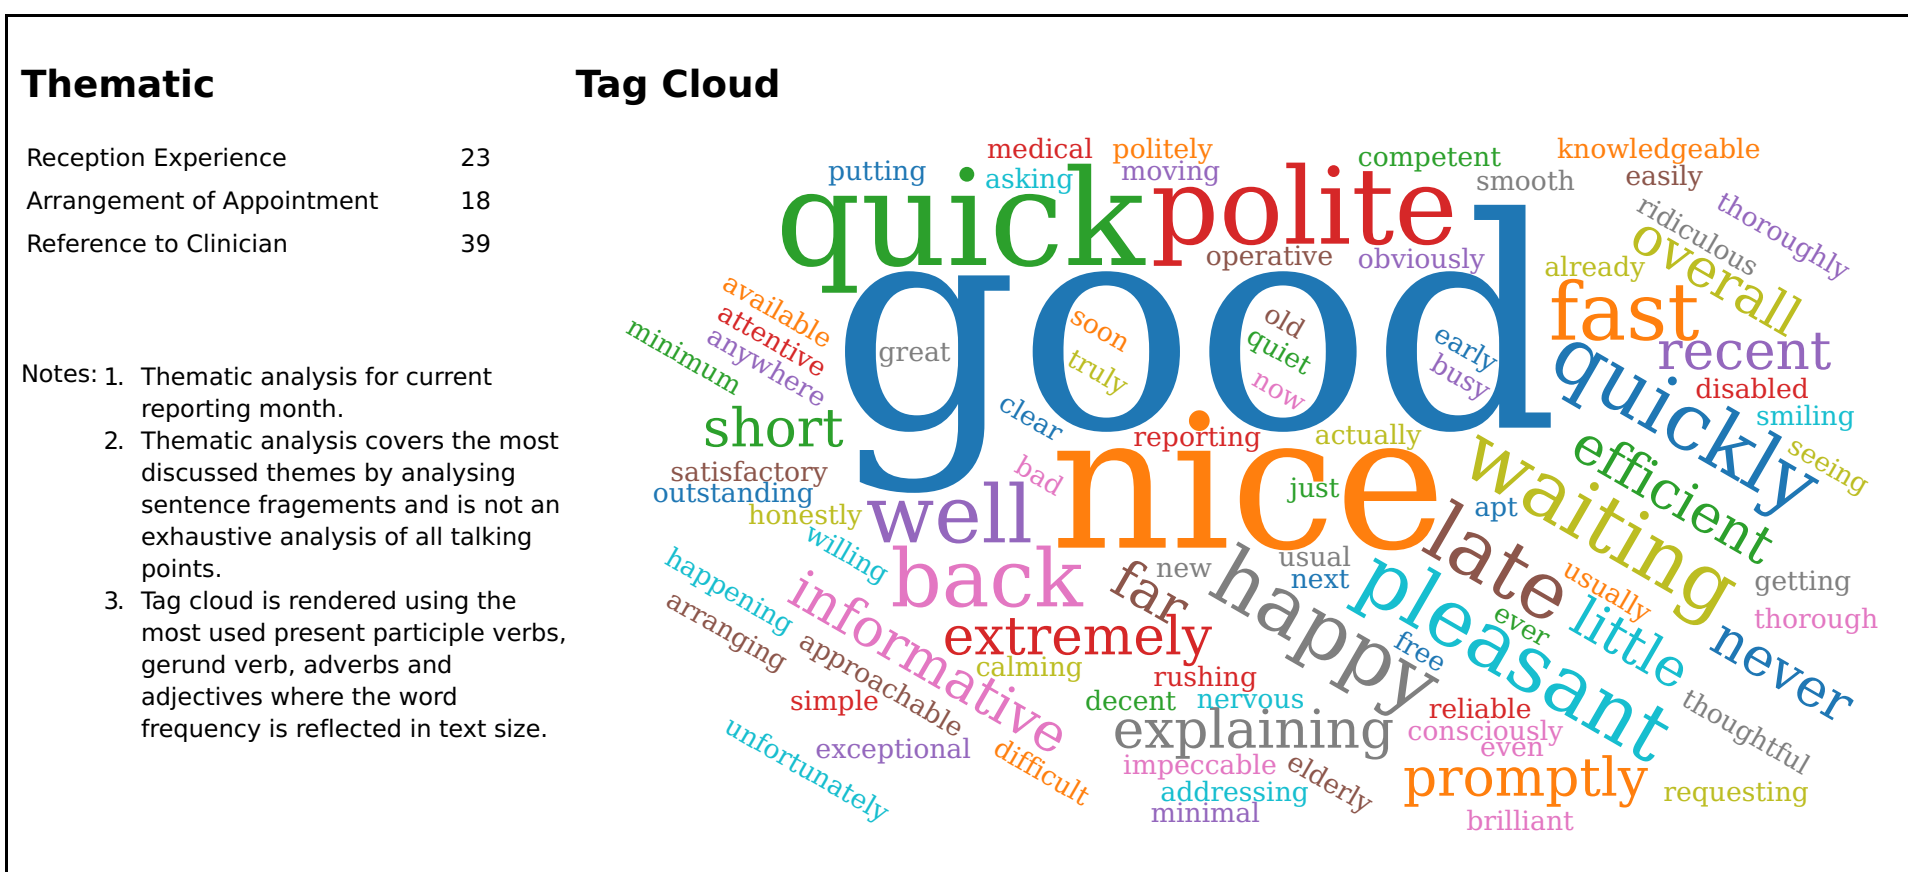 Thematic
Reception Experience 23
Arrangement of Appointment 18
Reference to Clinician 39
Notes: 1. Thematic analysis for current
reporting month.
2. Thematic analysis covers the most
discussed themes by analysing
sentence fragements and is not an
exhaustive analysis of all talking
points.
3. Tag cloud is rendered using the
most used present participle verbs,
gerund verb, adverbs and
adjectives where the word
frequency is reflected in text size.
Tag Cloud
medical
politely
competent
knowledgeable
putting
asking
moving
smooth
easily
quick
polite
ridiculous
thoroughly
operative
obviously
already
overall
good
available
attentive
anywhere
minimum
great
soon
truly
old
quiet
now
early
busy
fast
recent
quickly
disabled
smiling
seeing
short
clear
reporting
actually
nice
bad
just
waiting
efficient
satisfactory
outstanding
honestly
well
willing
apt
late
happening
arranging
informative
back
far
new
usual
next
happy
pleasant
usually
getting
thorough
little
never
ever
free
approachable
extremely
calming
rushing
simple
decent
nervous
explaining
reliable
consciously
even
thoughtful
unfortunately
exceptional
difficult
impeccable
elderly
addressing
minimal
promptly
requesting
brilliant